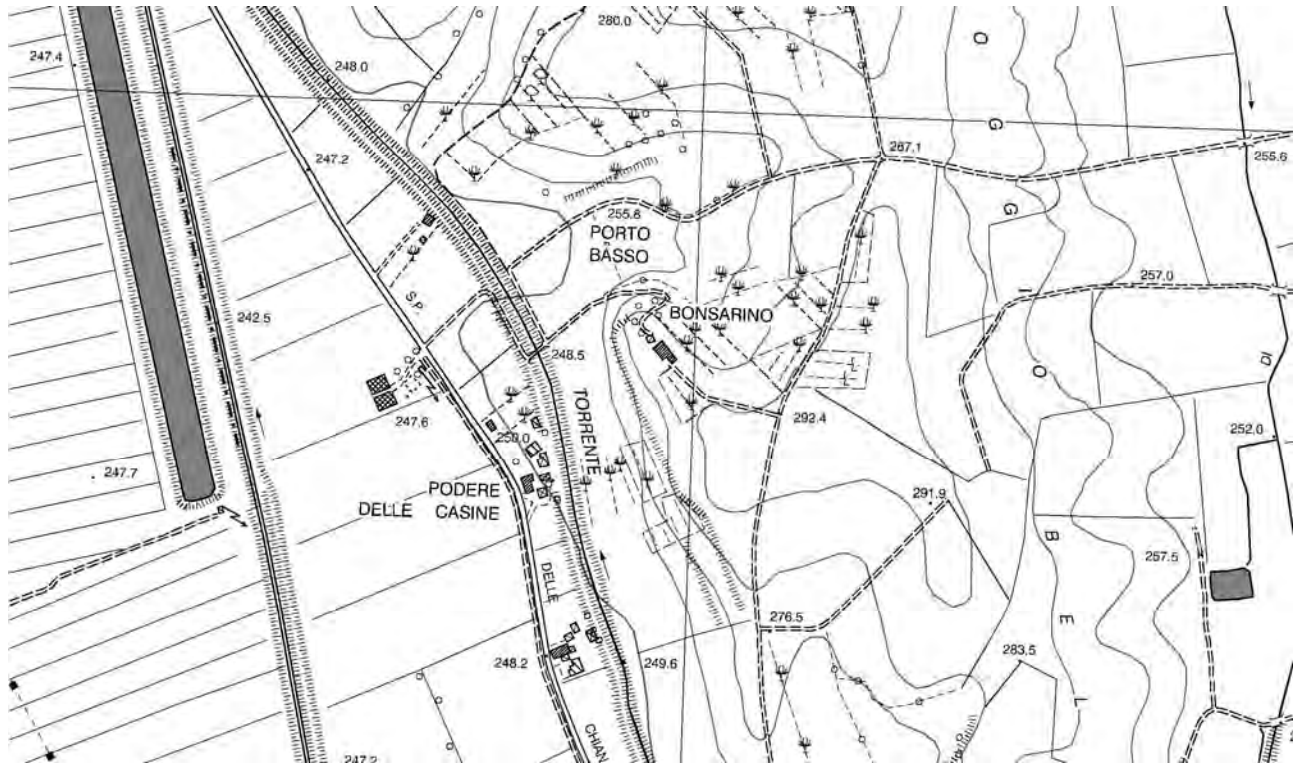 280.0
247.4
248.0
O
G
G
I
O
247.2
287.1
255.6
255.8
PORTO
BASSO
257.0
S.P.
242.5
BONSARINO
248.5
DI
247.6
TORRENTE
292.4
250.0
252.0
247.7
PODERE
DELLE CASINE
291.9
B
E
L
257.5
DELLE
276.5
248.2
249.6
283.5
CHIAN
247.2